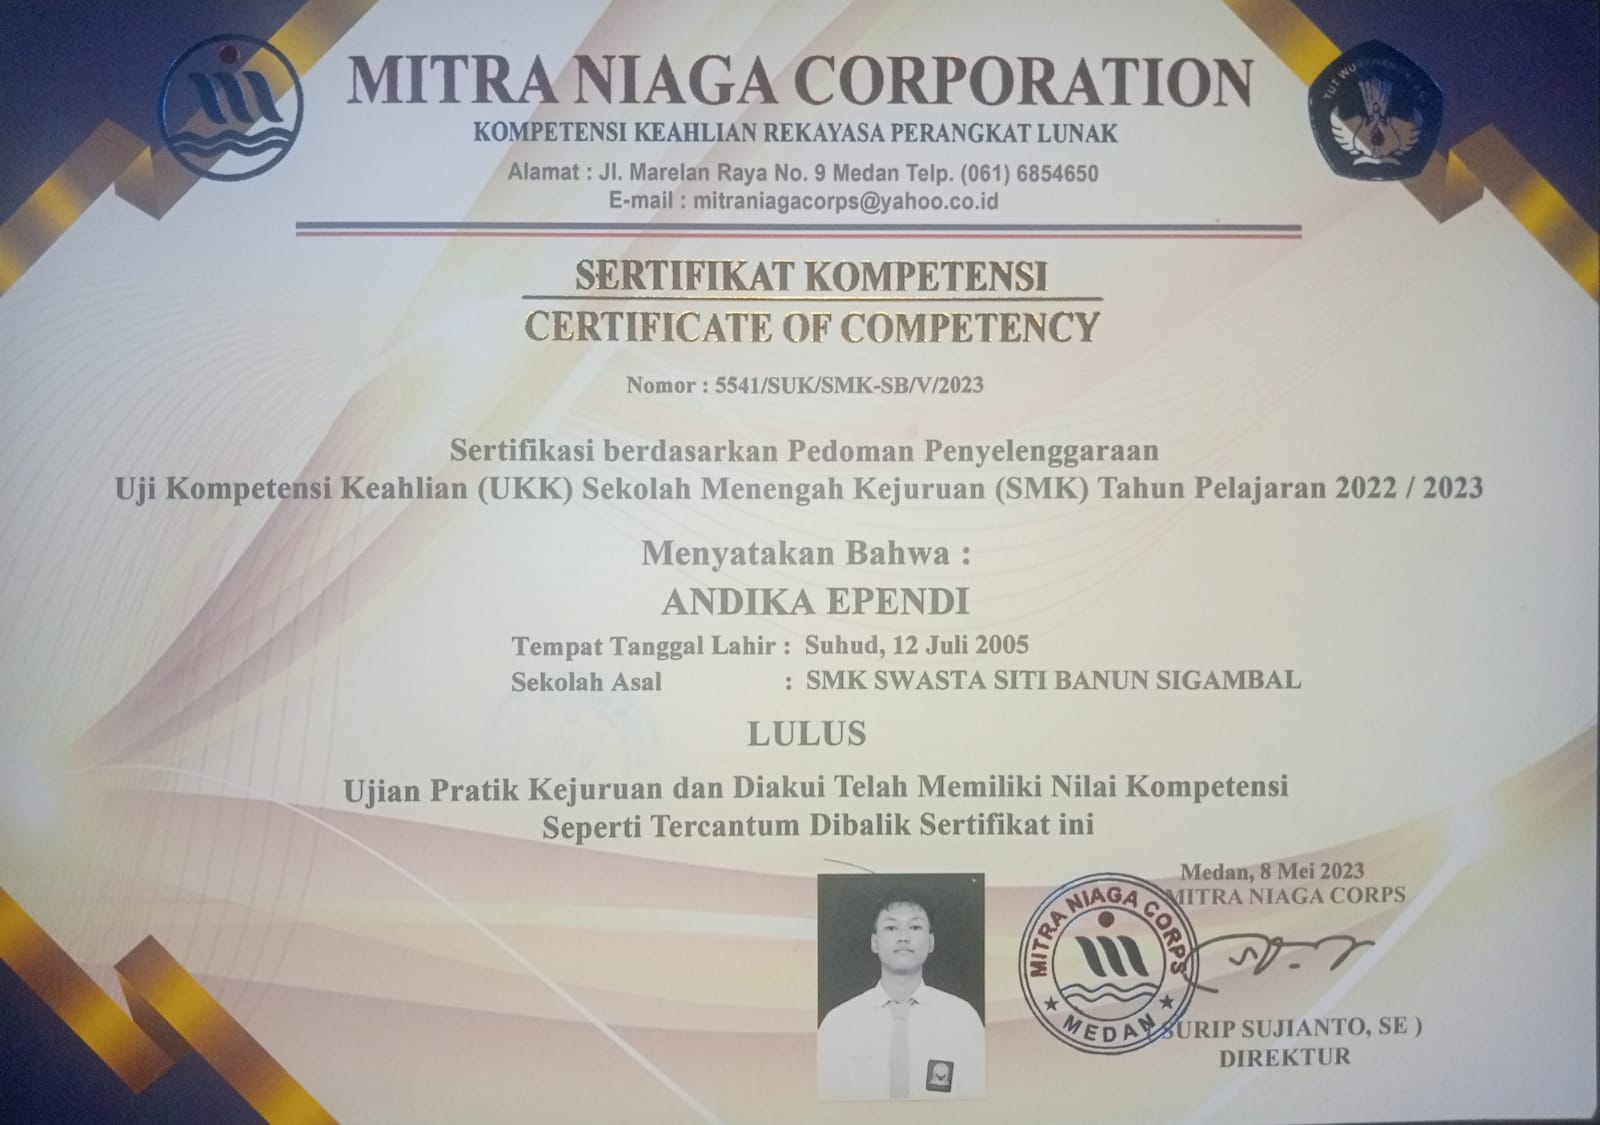 MITRA NIAGA CORPORATION
KOMPETENSI KEAHLIAN REKAYASA PERANGKAT LUNAK
Alamat : Jl. Marelan Raya No. 9 Medan Telp. (061) 6854650
E-mail : mitraniagacorps@yahoo.co.id
TUT WURI HANDAYANI
SERTIFIKAT KOMPETENSI
CERTIFICATE OF COMPETENCY
Nomor : 5541/SUK/SMK-SB/V/2023
Sertifikasi berdasarkan Pedoman Penyelenggaraan
Uji Kompetensi Keahlian (UKK) Sekolah Menengah Kejuruan (SMK) Tahun Pelajaran 2022 / 2023
Menyatakan Bahwa :
ANDIKA EPENDI
Tempat Tanggal Lahir : Suhud, 12 Juli 2005
Sekolah Asal : SMK SWASTA SITI BANUN SIGAMBAL
LULUS
Ujian Pratik Kejuruan dan Diakui Telah Memiliki Nilai Kompetensi
Seperti Tercantum Dibalik Sertifikat ini
Medan, 8 Mei 2023
MITRA NIAGA CORPS
MITRA NIAGA CORPS
MEDAN
( SURIP SUJIANTO, SE )
DIREKTUR